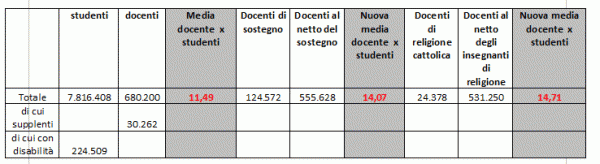 studenti docenti Media docente x studenti Docenti di sostegno Docenti al netto del sostegno Nuova media docente x studenti Docenti di religione cattolica Docenti al netto degli insegnanti di religione Nuova media docente x studenti
Totale 7.816.408 680.200 11,49 124.572 555.628 14,07 24.378 531.250 14,71
di cui supplenti 30.262
di cui con disabilità 224.509